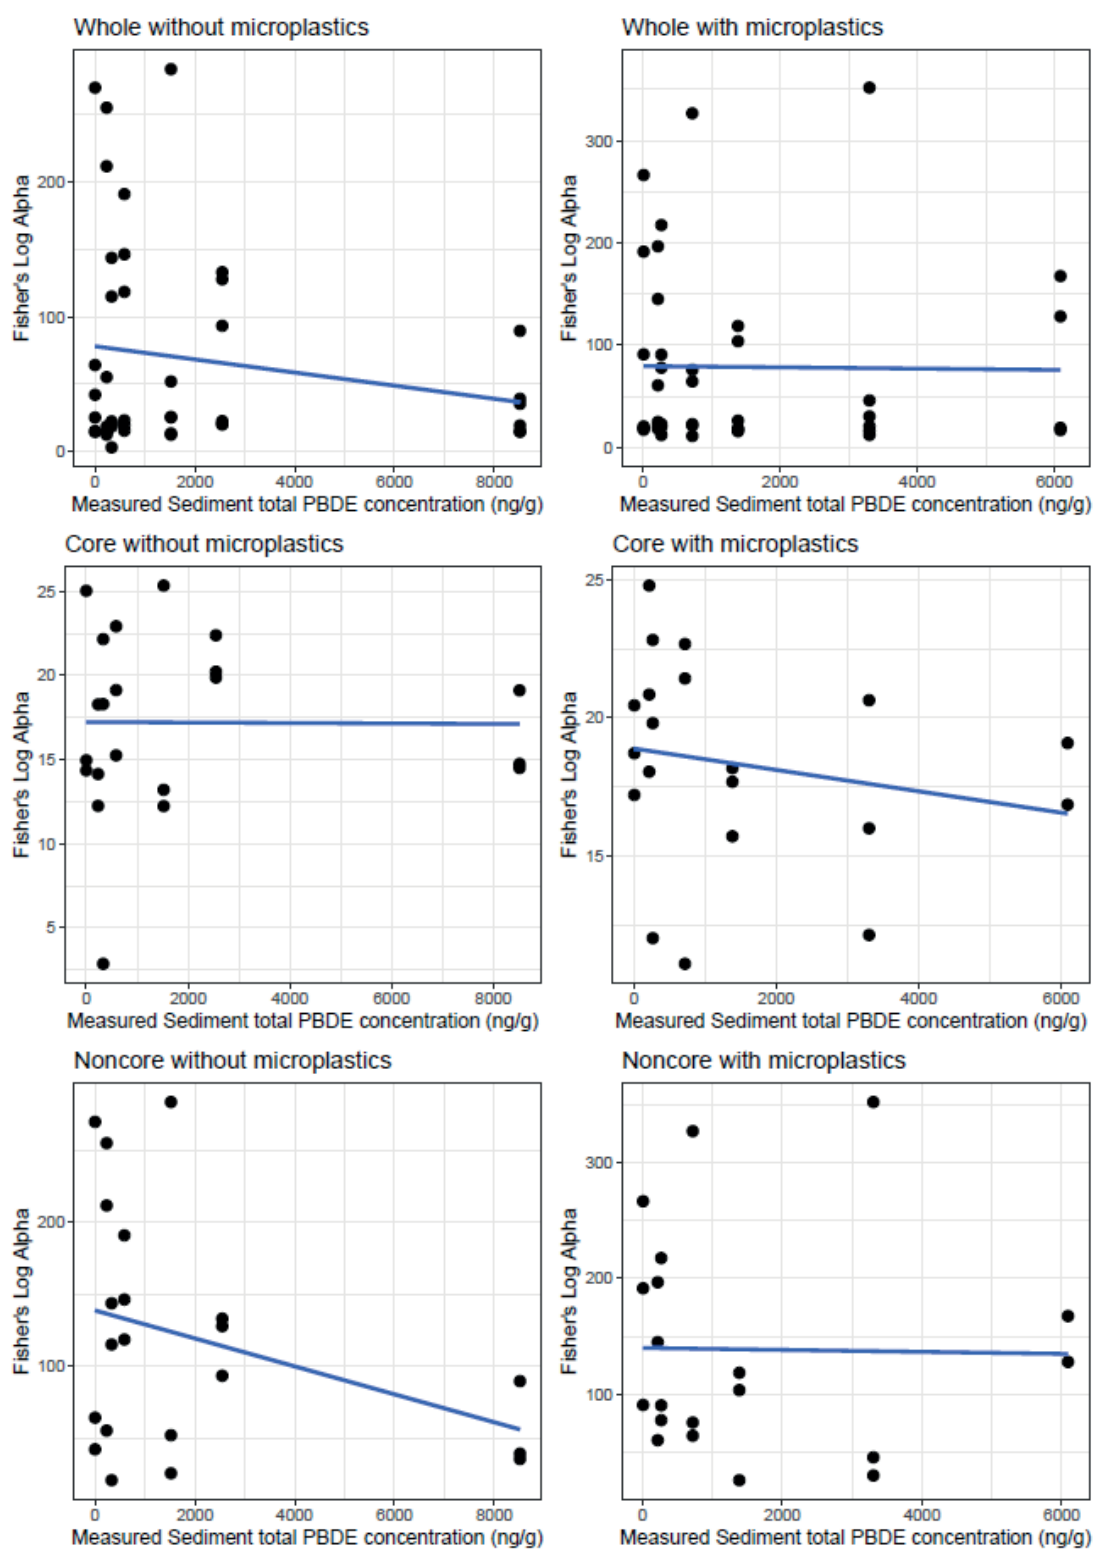 Whole without microplastics
Fisher's Log Alpha
200
100
0
0 2000 4000 6000 8000
Measured Sediment total PBDE concentration (ng/g)
Whole with microplastics
Fisher's Log Alpha
300
200
100
0
0 2000 4000 6000
Measured Sediment total PBDE concentration (ng/g)
Core without microplastics
Fisher's Log Alpha
25
20
15
10
5
0 2000 4000 6000 8000
Measured Sediment total PBDE concentration (ng/g)
Core with microplastics
Fisher's Log Alpha
25
20
15
0 2000 4000 6000
Measured Sediment total PBDE concentration (ng/g)
Noncore without microplastics
Fisher's Log Alpha
200
100
0 2000 4000 6000 8000
Measured Sediment total PBDE concentration (ng/g)
Noncore with microplastics
Fisher's Log Alpha
300
200
100
0 2000 4000 6000
Measured Sediment total PBDE concentration (ng/g)